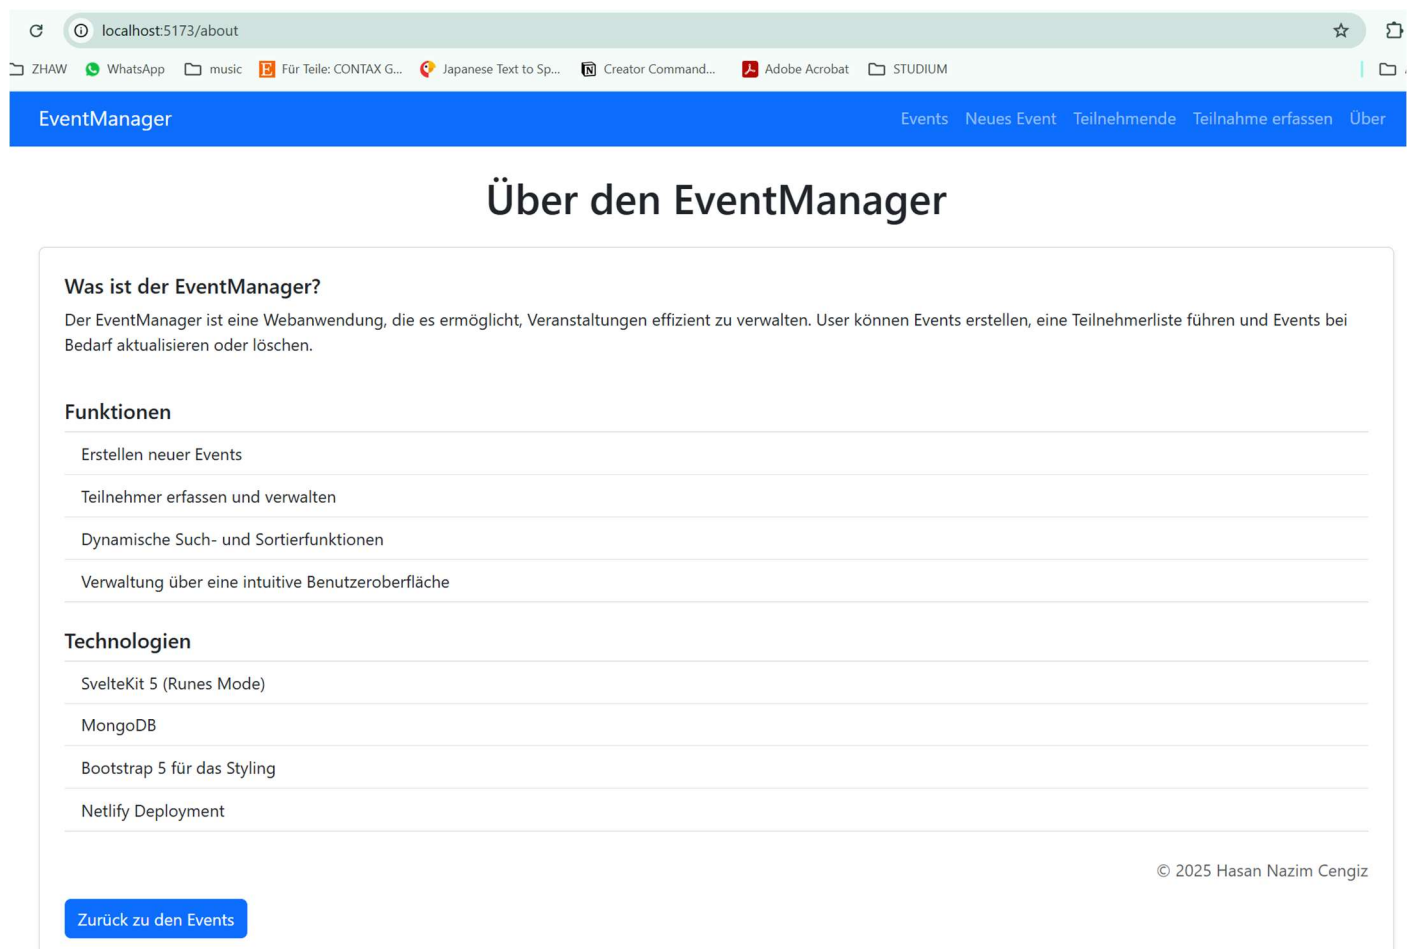 localhost:5173/about
ZHAW WhatsApp music Für Teile: CONTAX G... Japanese Text to Sp... Creator Command... Adobe Acrobat STUDIUM
EventManager Events Neues Event Teilnehmende Teilnahme erfassen Über
Über den EventManager
Was ist der EventManager?
Der EventManager ist eine Webanwendung, die es ermöglicht, Veranstaltungen effizient zu verwalten. User können Events erstellen, eine Teilnehmerliste führen und Events bei
Bedarf aktualisieren oder löschen.
Funktionen
Erstellen neuer Events
Teilnehmer erfassen und verwalten
Dynamische Such- und Sortierfunktionen
Verwaltung über eine intuitive Benutzeroberfläche
Technologien
SvelteKit 5 (Runes Mode)
MongoDB
Bootstrap 5 für das Styling
Netlify Deployment
© 2025 Hasan Nazim Cengiz
Zurück zu den Events